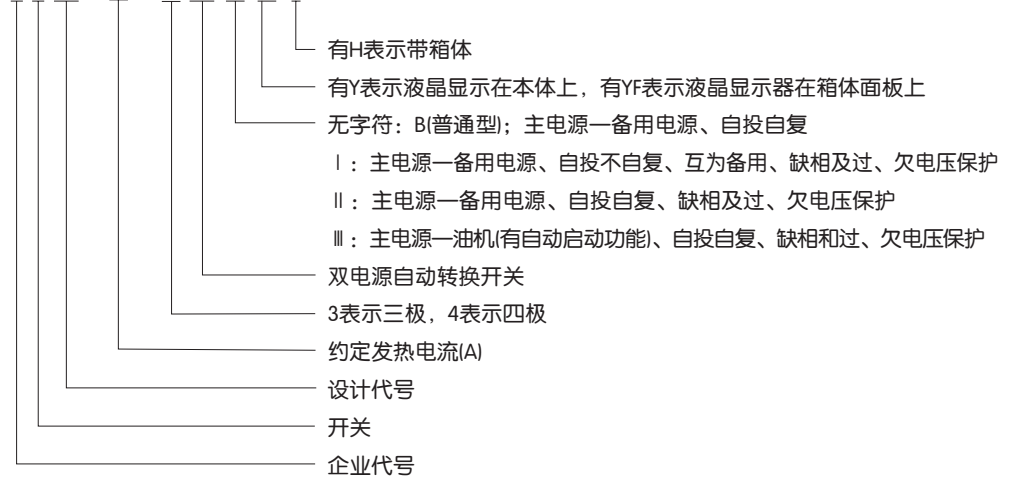 有H表示带箱体
有Y表示液晶显示在本体上，有YF表示液晶显示器在箱体面板上
无字符：B(普通型)；主电源一备用电源、自投自复
Ⅰ：主电源一备用电源、自投不自复、互为备用、缺相及过、欠电压保护
Ⅱ：主电源一备用电源、自投自复、缺相及过、欠电压保护
Ⅲ：主电源—油机(有自动启动功能)、自投自复、缺相和过、欠电压保护
双电源自动转换开关
3表示三极，4表示四极
约定发热电流(A)
设计代号
开关
企业代号